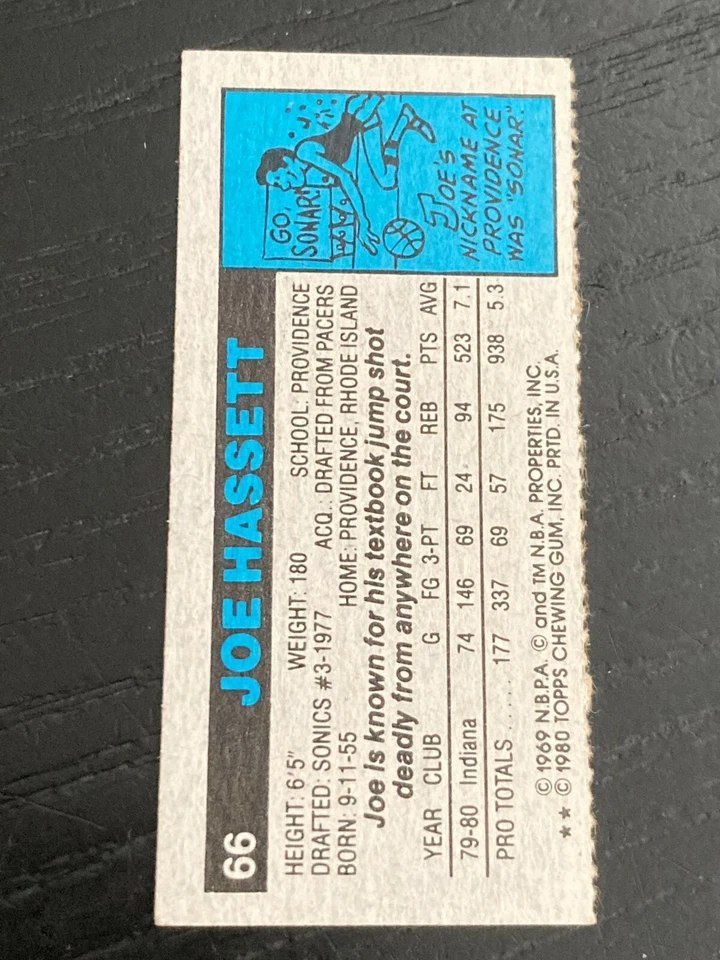 66 JOE HASSETT
HEIGHT: 6'5" WEIGHT: 180 SCHOOL: PROVIDENCE
DRAFTED: SONICS #3-1977 ACQ.: DRAFTED FROM PACERS
BORN: 9-11-55 HOME: PROVIDENCE, RHODE ISLAND
Joe is known for his textbook jump shot
deadly from anywhere on the court.
YEAR CLUB G FG 3-PT FT REB PTS AVG
79-80 Indiana 74 146 69 24 94 523 7.1
PRO TOTALS ...... 177 337 69 57 175 938 5.3
© 1969 N.B.P.A. © and TM N.B.A. PROPERTIES, INC.
** © 1980 TOPPS CHEWING GUM, INC. PRTD. IN U.S.A.
GO,
SONAR!
JOE'S
NICKNAME AT
PROVIDENCE
WAS "SONAR."